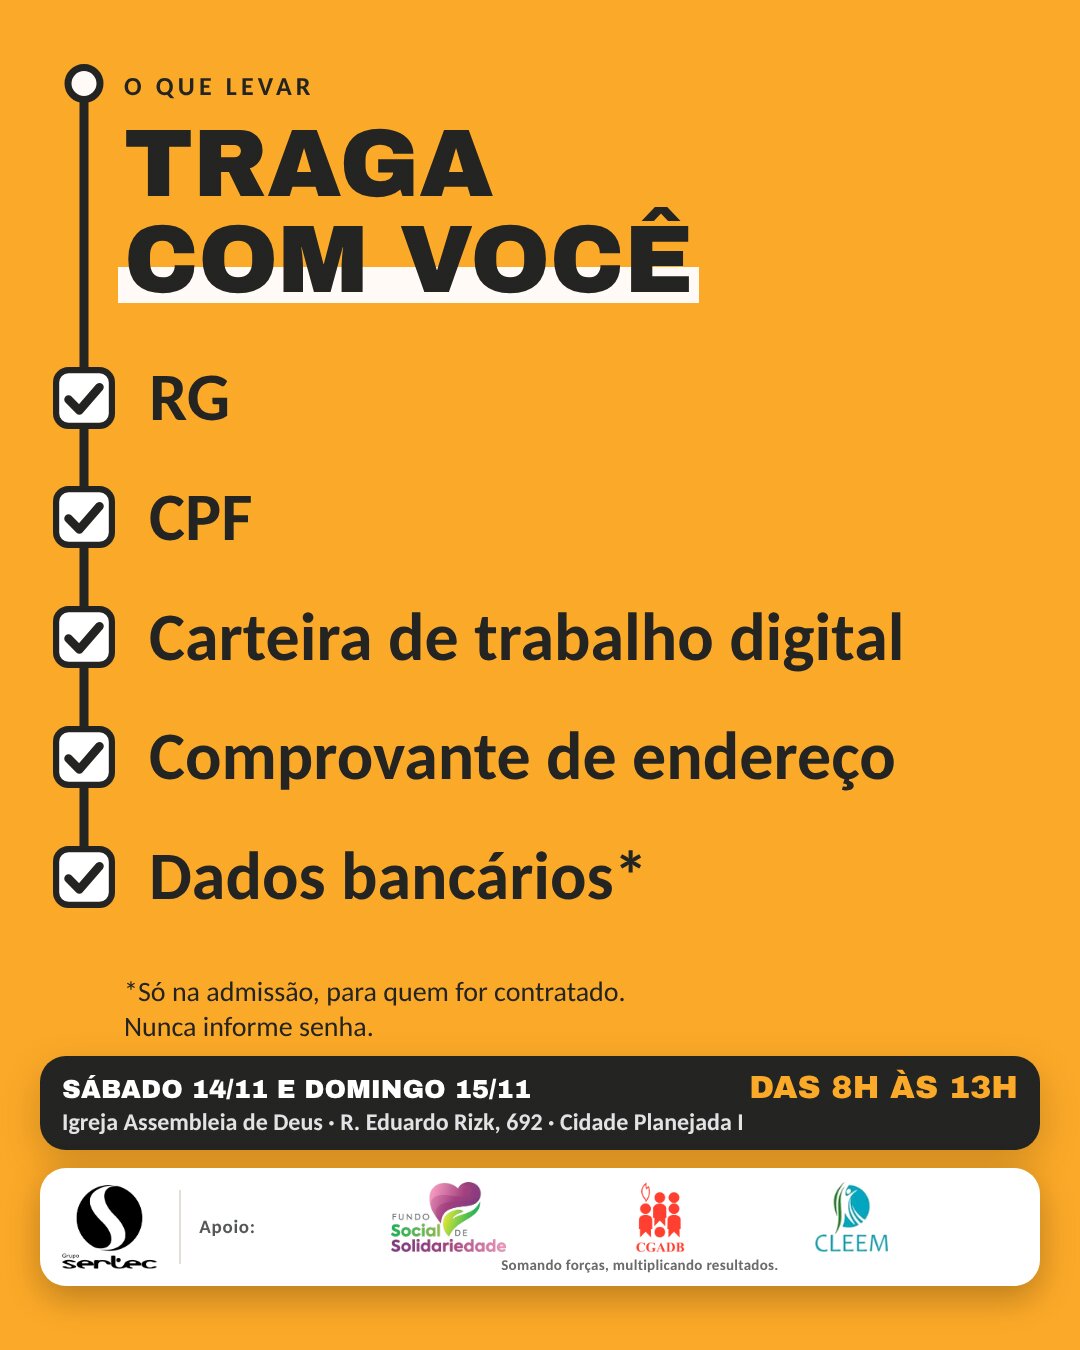 O QUE LEVAR
TRAGA
COM VOCÊ
RG
CPF
Carteira de trabalho digital
Comprovante de endereço
Dados bancários*
*Só na admissão, para quem for contratado.
Nunca informe senha.
SÁBADO 14/11 E DOMINGO 15/11
DAS 8H ÀS 13H
Igreja Assembleia de Deus · R. Eduardo Rizk, 692 · Cidade Planejada I
Grupo
sertec
Apoio:
FUNDO
Social DE
Solidariedade
CGADB
CLEEM
Somando forças, multiplicando resultados.